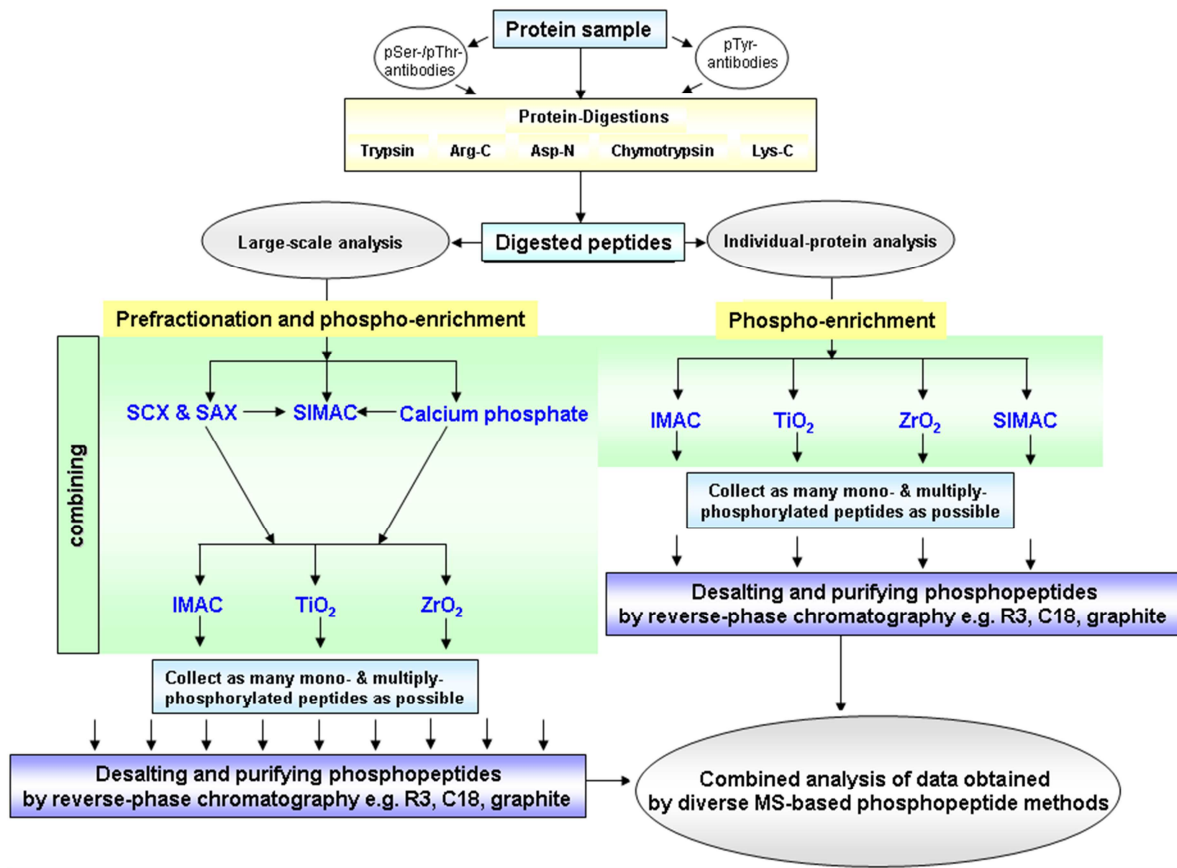 Protein sample
pSer-/pThr-
antibodies
pTyr-
antibodies
Protein-Digestions
Trypsin Arg-C Asp-N Chymotrypsin Lys-C
Large-scale analysis
Digested peptides
Individual-protein analysis
Prefractionation and phospho-enrichment
Phospho-enrichment
combining
SCX & SAX SIMAC Calcium phosphate
IMAC TiO₂ ZrO₂ SIMAC
Collect as many mono- & multiply-
phosphorylated peptides as possible
Desalting and purifying phosphopeptides
by reverse-phase chromatography e.g. R3, C18, graphite
IMAC TiO₂ ZrO₂
Collect as many mono- & multiply-
phosphorylated peptides as possible
Desalting and purifying phosphopeptides
by reverse-phase chromatography e.g. R3, C18, graphite
Combined analysis of data obtained
by diverse MS-based phosphopeptide methods